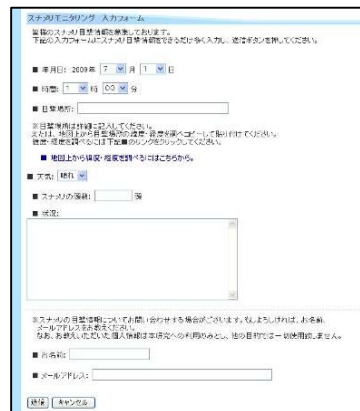 スナメリモニタリング 入力フォーム
皆様のスナメリ目撃情報を募集しております。
下記の入力フォームにスナメリ目撃情報をできるだけ多く入力し、送信ボタンを押してください。
■ 年月日: 2009年 7 月 1 日
■ 時間: 1 時 00 分
■ 目撃場所:
※目撃場所は詳細に記入してください。
または、地図上から目撃場所の緯度・経度を調べコピーして貼り付けてください。
緯度・経度を調べるには下記■のリンクをクリックしてください。
■ 地図上から緯度・経度を調べるにはこちらから。
■ 天気: 晴れ
■ スナメリの頭数: 頭
■ 状況:
※スナメリの目撃情報についてお問い合わせする場合がございます。もしよろしければ、お名前、
メールアドレスをお教えください。
なお、お教えいただいた個人情報は本研究への利用のみとし、他の目的では一切使用致しません。
■ お名前:
■ メールアドレス:
送信 キャンセル